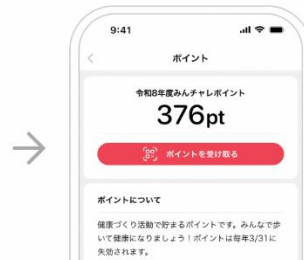 9:41
ポイント
令和8年度みんチャレポイント
376pt
ポイントを受け取る
ポイントについて
健康づくり活動で貯まるポイントです。みんなで歩
いて健康になりましょう！ポイントは毎年3/31に
失効されます。